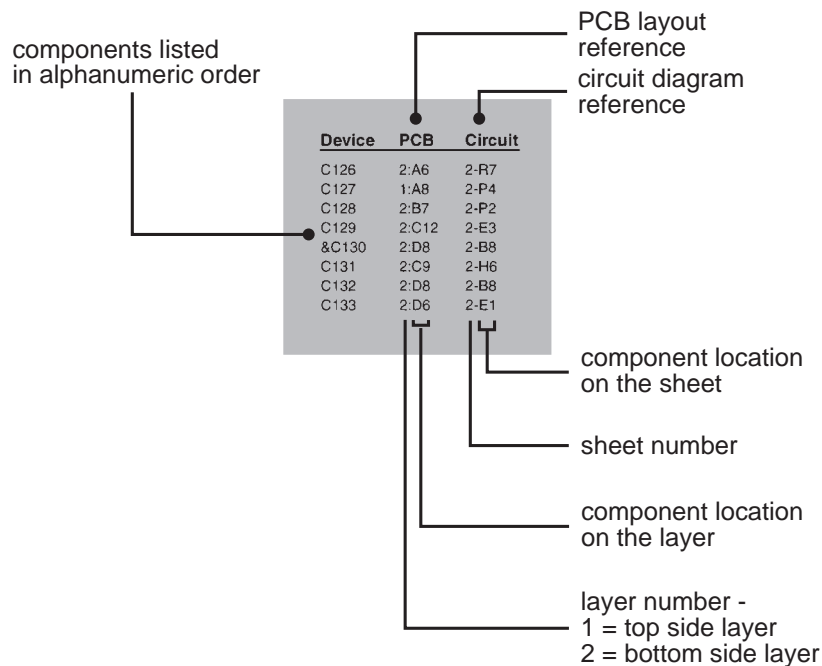 PCB layout
reference
components listed
in alphanumeric order
circuit diagram
reference
Device PCB Circuit
C126 2:A6 2-R7
C127 1:A8 2-P4
C128 2:B7 2-P2
C129 2:C12 2-E3
&C130 2:D8 2-B8
C131 2:C9 2-H6
C132 2:D8 2-B8
C133 2:D6 2-E1
component location
on the sheet
sheet number
component location
on the layer
layer number -
1 = top side layer
2 = bottom side layer